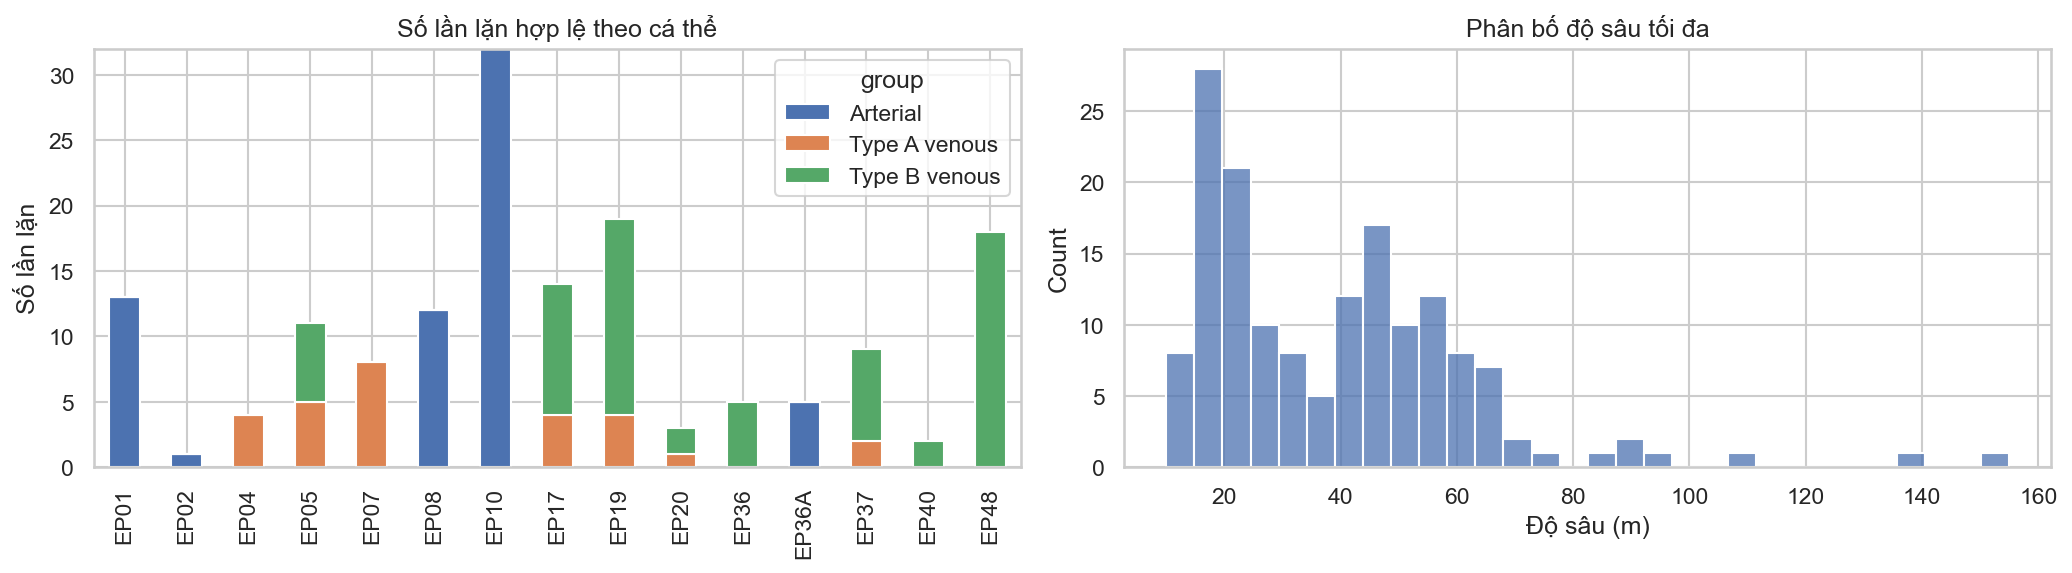 Số lần lặn hợp lệ theo cá thể
Số lần lặn
30
25
20
15
10
5
0
group
Arterial
Type A venous
Type B venous
EP01
EP02
EP04
EP05
EP07
EP08
EP10
EP17
EP19
EP20
EP36
EP36A
EP37
EP40
EP48
Phân bố độ sâu tối đa
Count
25
20
15
10
5
0
20
40
60
80
100
120
140
160
Độ sâu (m)